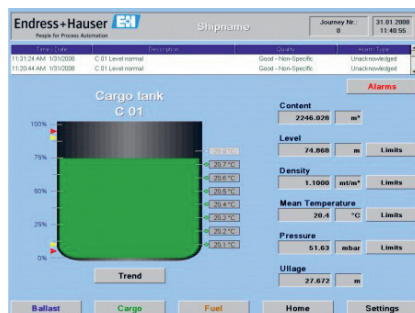 Endress+Hauser EH
People for Process Automation
Shipname
Journey Nr.:
0
31.01.2008
11:40:55
Time / Date Description Quality Alarm Type
11:31:24 AM 1/31/2008 C 01 Level normal Good - Non-Specific Unacknowledged
11:20:44 AM 1/31/2008 C 01 Level normal Good - Non-Specific Unacknowledged
Alarms
Cargo tank
C 01
100%
75%
50%
25%
0%
20.7 °C
20.6 °C
20.5 °C
20.4 °C
20.3 °C
20.2 °C
20.1 °C
Trend
Content
2246.028 m³
Level
74.868 m Limits
Density
1.1000 mt/m³ Limits
Mean Temperature
20.4 °C Limits
Pressure
51.63 mbar Limits
Ullage
27.672 m
Ballast Cargo Fuel Home Settings